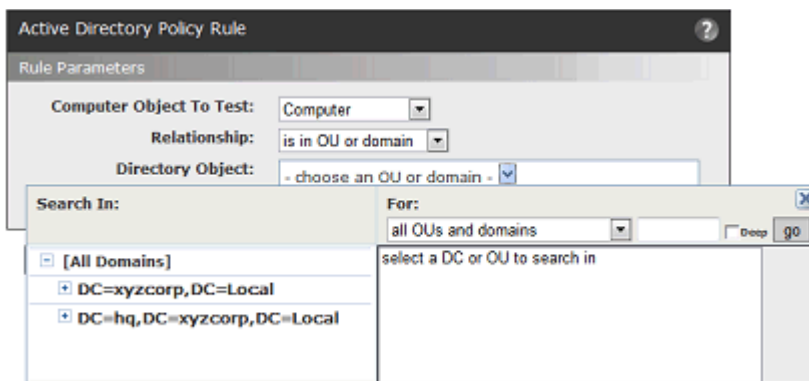 Active Directory Policy Rule ?
Rule Parameters
Computer Object To Test: Computer
Relationship: is in OU or domain
Directory Object: - choose an OU or domain -
Search In: For:
all OUs and domains Deep go
[All Domains] select a DC or OU to search in
DC=xyzcorp,DC=Local
DC=hq,DC=xyzcorp,DC=Local